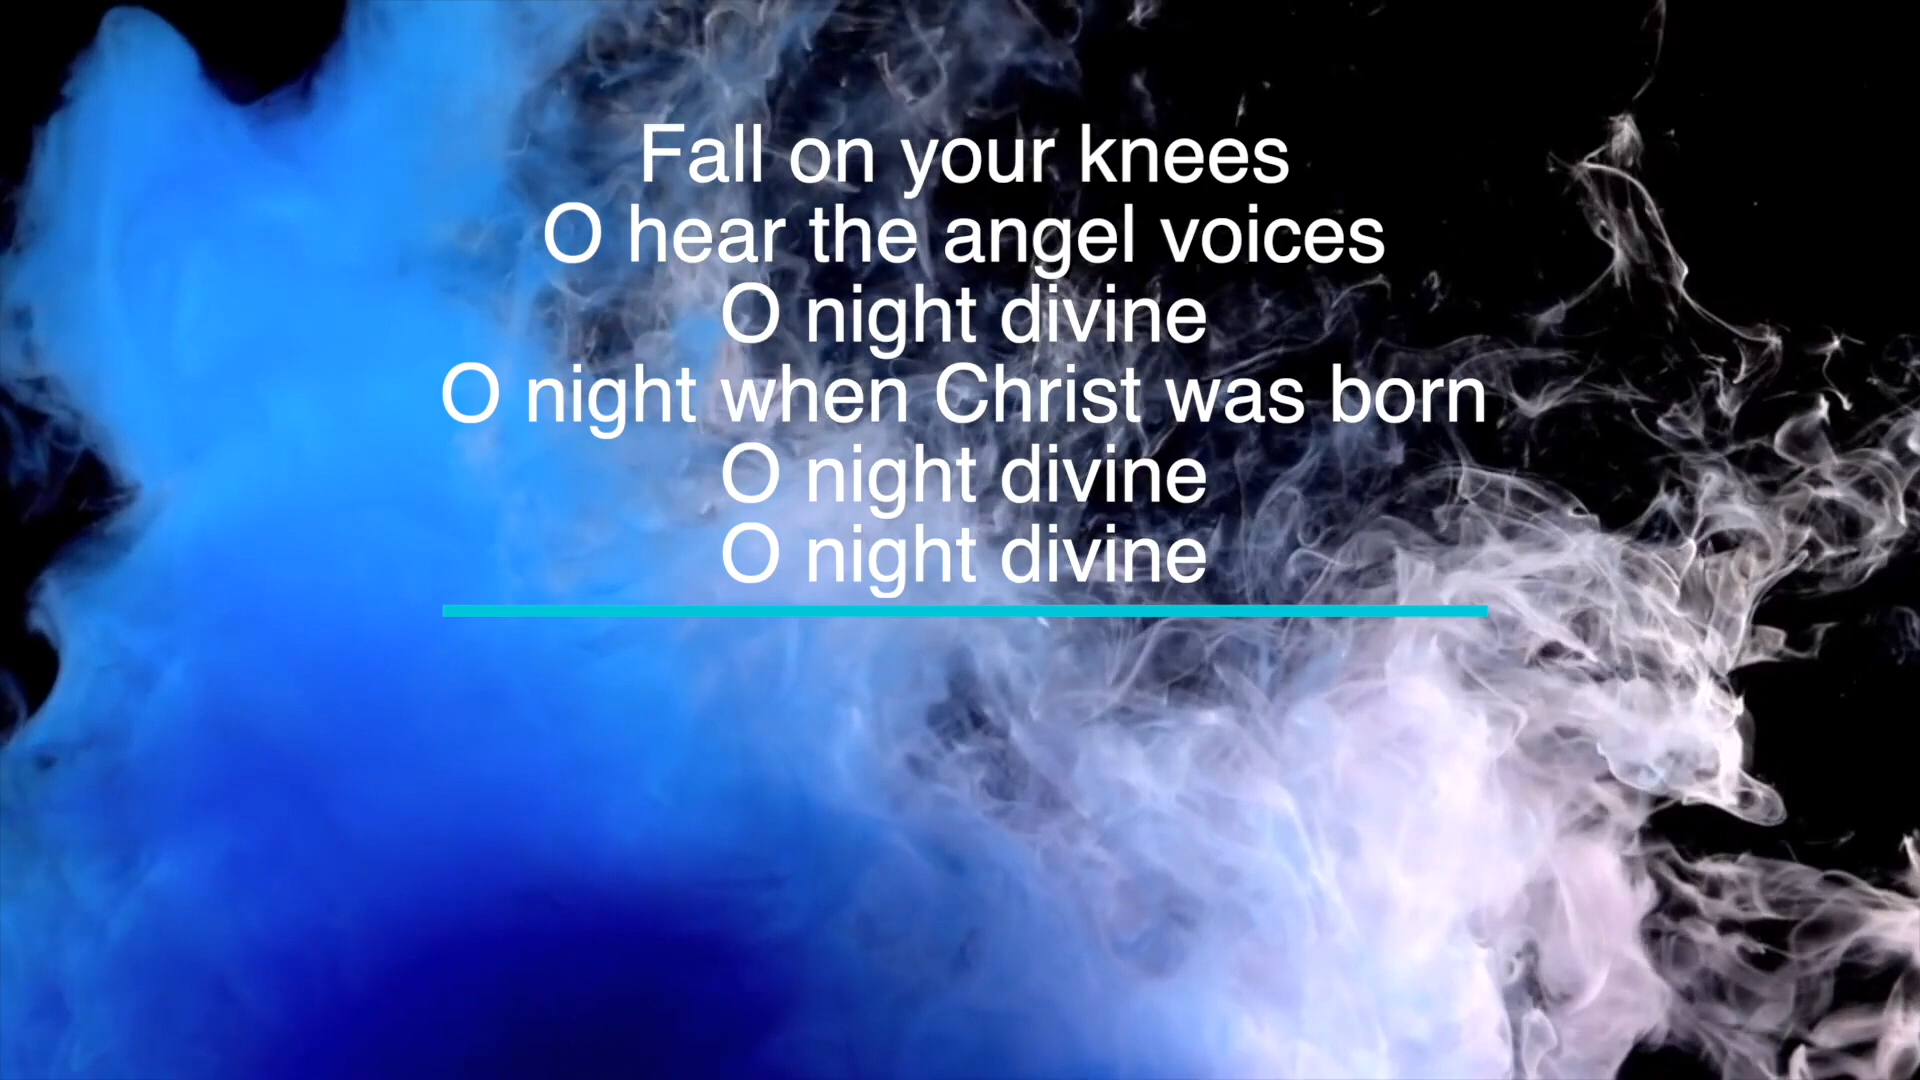 Fall on your knees
O hear the angel voices
O night divine
O night when Christ was born
O night divine
O night divine